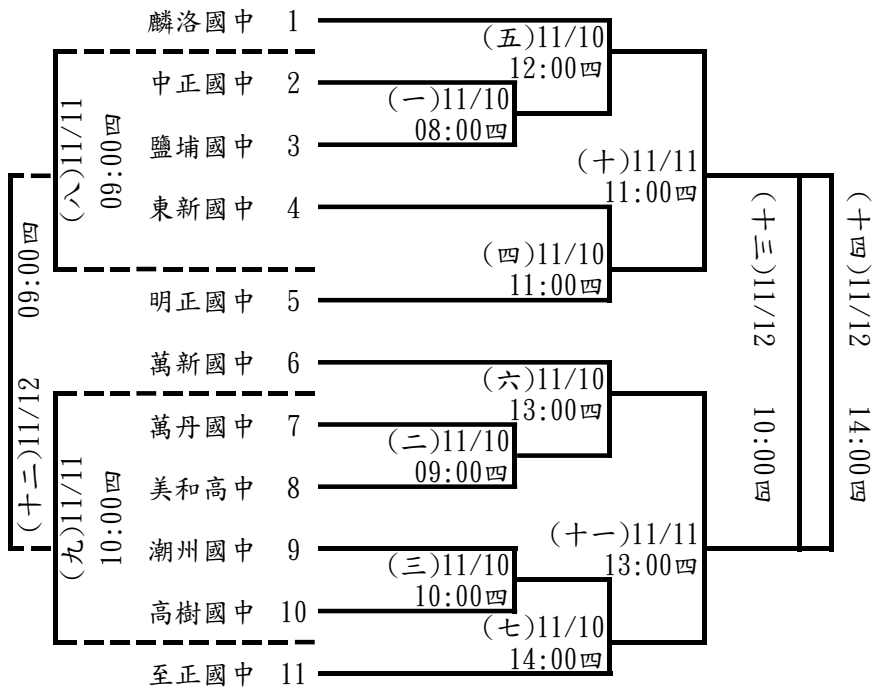 麟洛國中 1
(五)11/10
12:00四
中正國中 2
(一)11/10
08:00四
鹽埔國中 3
(八)11/11
09:00四
(十)11/11
11:00四
東新國中 4
(四)11/10
11:00四
明正國中 5
萬新國中 6
(六)11/10
13:00四
萬丹國中 7
(二)11/10
09:00四
美和高中 8
(九)11/11
10:00四
潮州國中 9
(三)11/10
10:00四
(十一)11/11
13:00四
高樹國中 10
(七)11/10
14:00四
至正國中 11
(十二)11/12 09:00四
(十三)11/12 10:00四
(十四)11/12 14:00四